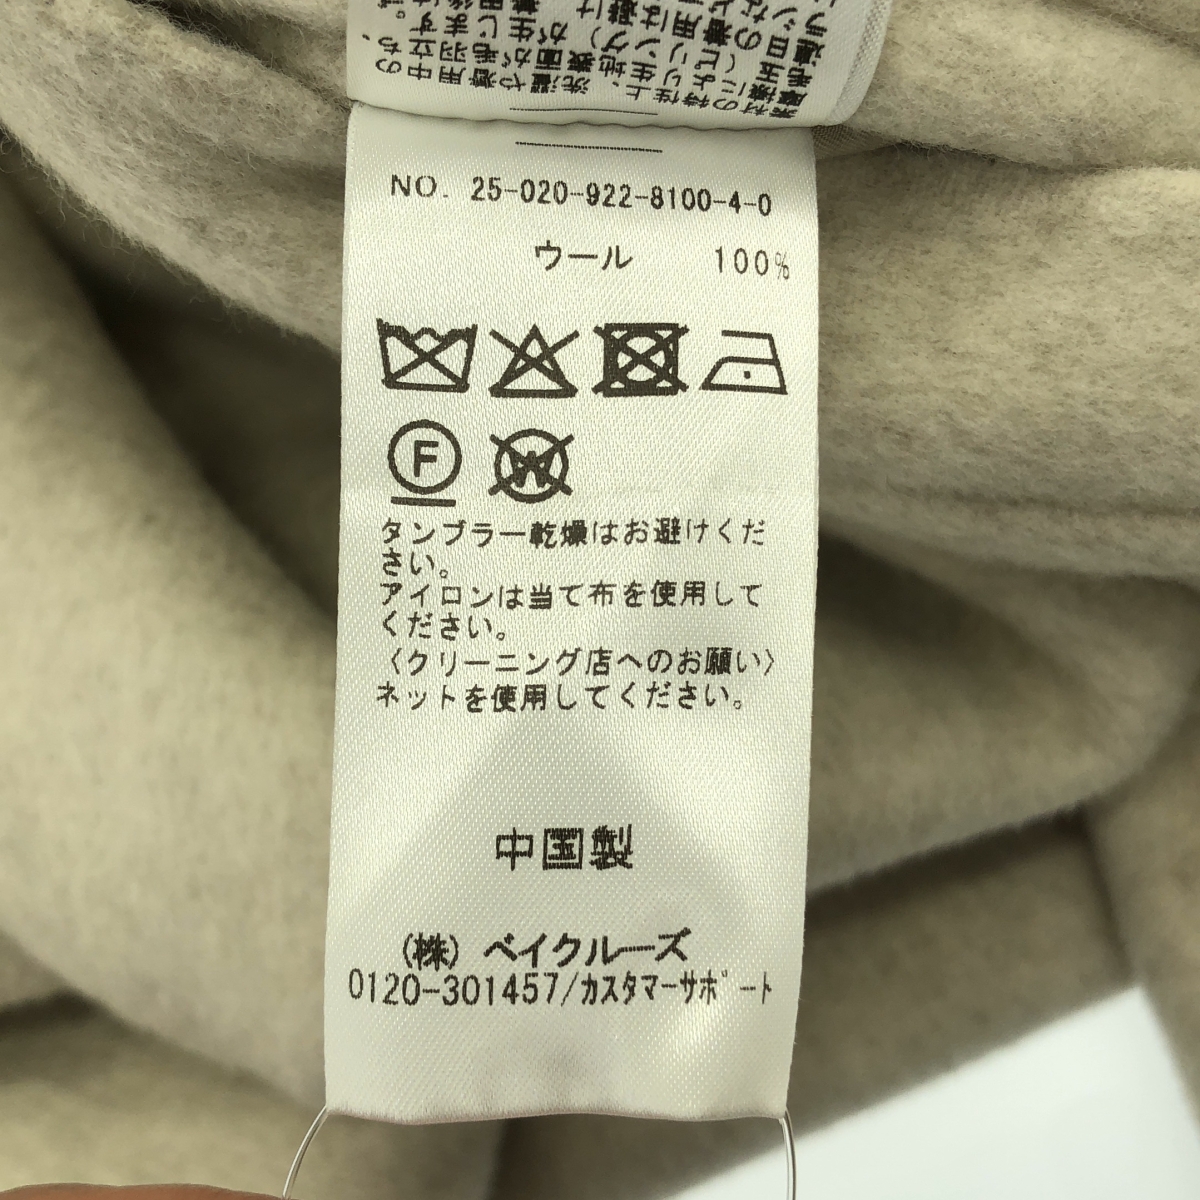 NO. 25-020-922-8100-4-0
ウール 100%
F
W
タンブラー乾燥はお避けくだ
さい。
アイロンは当て布を使用して
ください。
〈クリーニング店へのお願い〉
ネットを使用してください。
中国製
(株) ベイクルーズ
0120-301457/カスタマーサポート